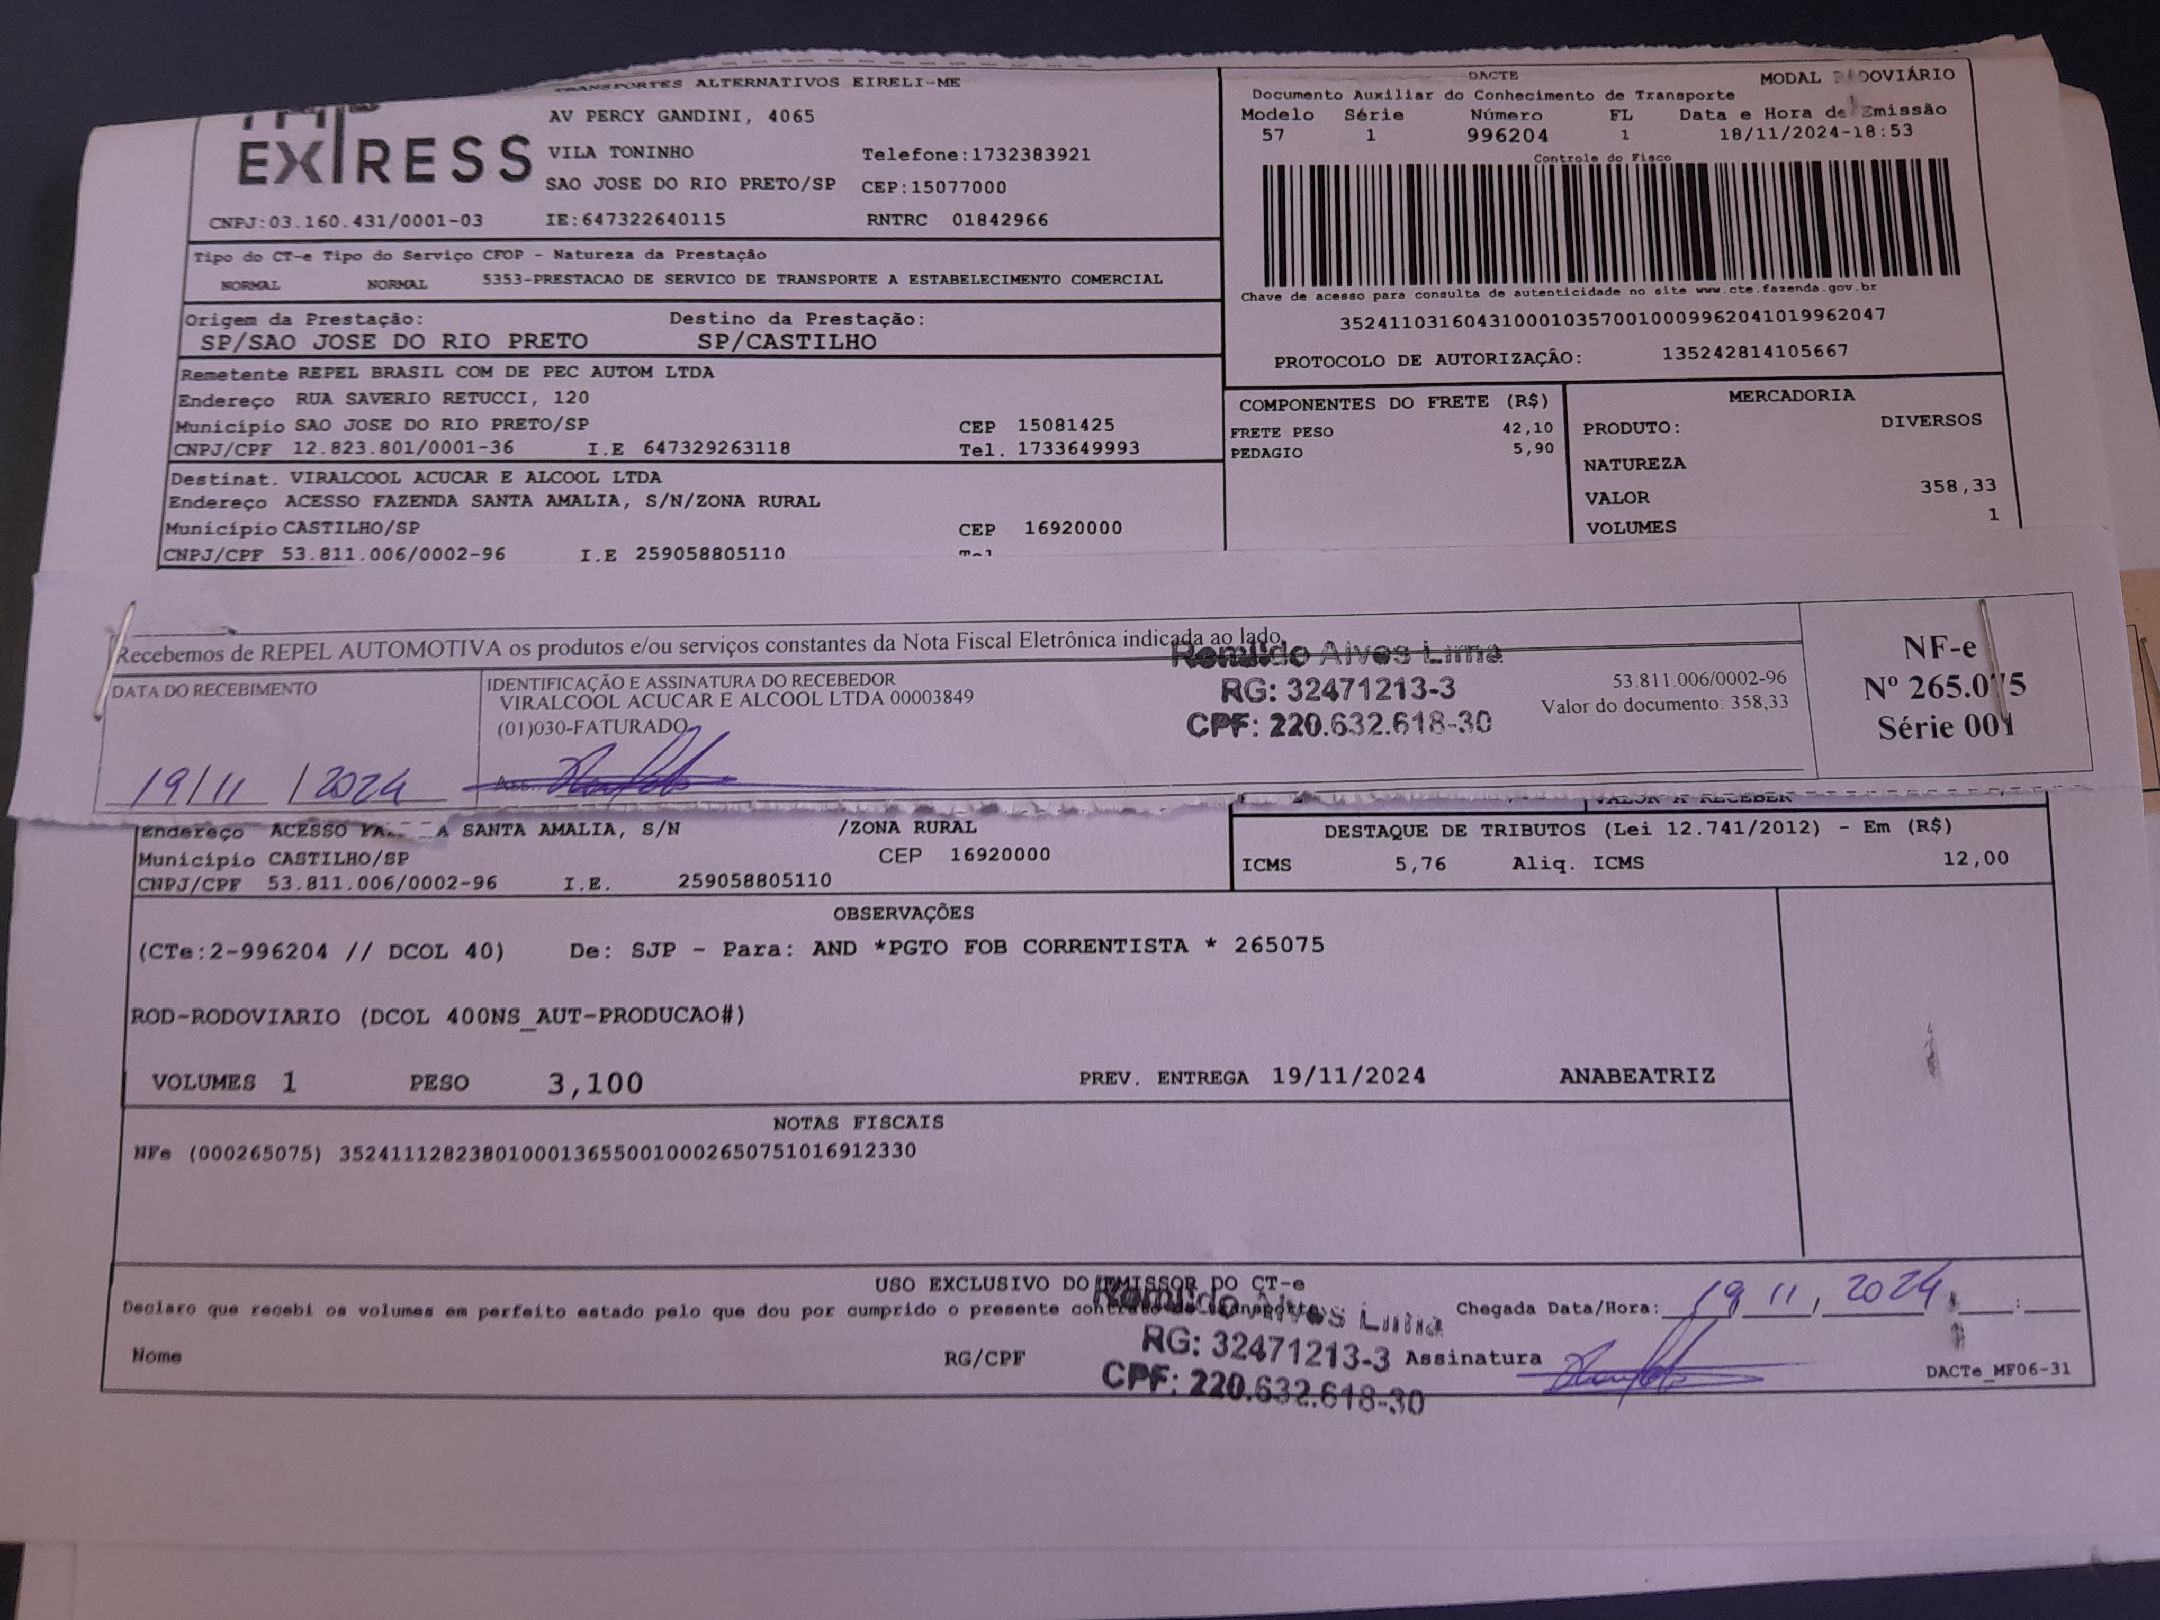 TRANSPORTES ALTERNATIVOS EIRELI-ME
EXPRESS
AV PERCY GANDINI, 4065
VILA TONINHO Telefone:1732383921
SAO JOSE DO RIO PRETO/SP CEP:15077000
CNPJ:03.160.431/0001-03 IE:647322640115 RNTRC 01842966
DACTE MODAL RODOVIÁRIO
Documento Auxiliar do Conhecimento de Transporte
Modelo Série Número FL Data e Hora de Emissão
57 1 996204 1 18/11/2024-18:53
Controle do Fisco
Chave de acesso para consulta de autenticidade no site www.cte.fazenda.gov.br
35241103160431000103570010009962041019962047
PROTOCOLO DE AUTORIZAÇÂO: 135242814105667
Tipo do CT-e Tipo do Serviço CFOP - Natureza da Prestação
NORMAL NORMAL 5353-PRESTACAO DE SERVICO DE TRANSPORTE A ESTABELECIMENTO COMERCIAL
Origem da Prestação: Destino da Prestação:
SP/SAO JOSE DO RIO PRETO SP/CASTILHO
Remetente REPEL BRASIL COM DE PEC AUTOM LTDA
Endereço RUA SAVERIO RETUCCI, 120
Município SAO JOSE DO RIO PRETO/SP CEP 15081425
CNPJ/CPF 12.823.801/0001-36 I.E 647329263118 Tel. 1733649993
Destinat. VIRALCOOL ACUCAR E ALCOOL LTDA
Endereço ACESSO FAZENDA SANTA AMALIA, S/N/ZONA RURAL
Município CASTILHO/SP CEP 16920000
CNPJ/CPF 53.811.006/0002-96 I.E 259058805110 Tel
COMPONENTES DO FRETE (R$)
FRETE PESO 42,10
PEDAGIO 5,90
MERCADORIA
PRODUTO: DIVERSOS
NATUREZA
VALOR 358,33
VOLUMES 1
Recebemos de REPEL AUTOMOTIVA os produtos e/ou serviços constantes da Nota Fiscal Eletrônica indicada ao lado.
DATA DO RECEBIMENTO
19/11/2024
IDENTIFICAÇÃO E ASSINATURA DO RECEBEDOR
VIRALCOOL ACUCAR E ALCOOL LTDA 00003849
(01)030-FATURADO
Ass.
Romildo Alves Lima
RG: 32471213-3
CPF: 220.632.618-30
53.811.006/0002-96
Valor do documento: 358,33
NF-e
Nº 265.075
Série 001
VALOR A RECEBER
Endereço ACESSO SANTA AMALIA, S/N /ZONA RURAL
Município CASTILHO/SP CEP 16920000
CNPJ/CPF 53.811.006/0002-96 I.E. 259058805110
DESTAQUE DE TRIBUTOS (Lei 12.741/2012) - Em (R$)
ICMS 5,76 Aliq. ICMS 12,00
OBSERVAÇÕES
(CTe:2-996204 // DCOL 40) De: SJP - Para: AND *PGTO FOB CORRENTISTA * 265075
ROD-RODOVIARIO (DCOL 400NS_AUT-PRODUCAO#)
VOLUMES 1 PESO 3,100 PREV. ENTREGA 19/11/2024 ANABEATRIZ
NOTAS FISCAIS
NFe (000265075) 35241112823801000136550010002650751016912330
USO EXCLUSIVO DO EMISSOR DO CT-e
Declaro que recebi os volumes em perfeito estado pelo que dou por cumprido o presente contrato de transporte Chegada Data/Hora: 19 11, 2024 :
Romildo Alves Lima
RG: 32471213-3
CPF: 220.632.618-30
Nome RG/CPF Assinatura
DACTe_MF06-31